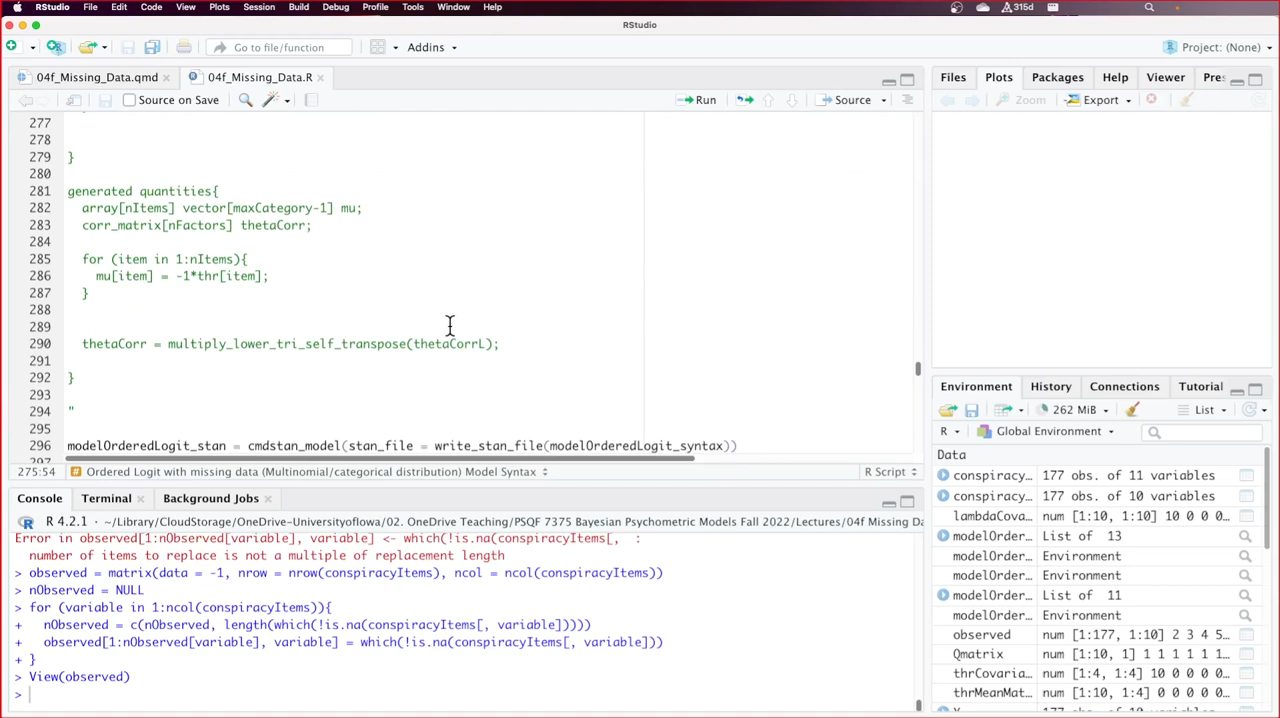 RStudio File Edit Code View Plots Session Build Debug Profile Tools Window Help 315d
RStudio
Go to file/function Addins Project: (None)
04f_Missing_Data.qmd 04f_Missing_Data.R
Source on Save Run Source
277
278
279 }
280
281 generated quantities{
282 array[nItems] vector[maxCategory-1] mu;
283 corr_matrix[nFactors] thetaCorr;
284
285 for (item in 1:nItems){
286 mu[item] = -1*thr[item];
287 }
288
289
290 thetaCorr = multiply_lower_tri_self_transpose(thetaCorrL);
291
292 }
293
294 "
295
296 modelOrderedLogit_stan = cmdstan_model(stan_file = write_stan_file(modelOrderedLogit_syntax))
275:54 Ordered Logit with missing data (Multinomial/categorical distribution) Model Syntax R Script
Console Terminal Background Jobs
R 4.2.1 · ~/Library/CloudStorage/OneDrive-UniversityofIowa/02. OneDrive Teaching/PSQF 7375 Bayesian Psychometric Models Fall 2022/Lectures/04f Missing Da
Error in observed[1:nObserved[variable], variable] <- which(!is.na(conspiracyItems[, :
number of items to replace is not a multiple of replacement length
> observed = matrix(data = -1, nrow = nrow(conspiracyItems), ncol = ncol(conspiracyItems))
> nObserved = NULL
> for (variable in 1:ncol(conspiracyItems)){
+ nObserved = c(nObserved, length(which(!is.na(conspiracyItems[, variable]))))
+ observed[1:nObserved[variable], variable] = which(!is.na(conspiracyItems[, variable]))
+ }
> View(observed)
>
Files Plots Packages Help Viewer Pres
Zoom Export
Environment History Connections Tutorial
262 MiB List
R Global Environment
Data
conspiracy… 177 obs. of 11 variables
conspiracy… 177 obs. of 10 variables
lambdaCova… num [1:10, 1:10] 10 0 0 0…
modelOrder… List of 13
modelOrder… Environment
modelOrder… Environment
modelOrder… List of 11
modelOrder… Environment
observed num [1:177, 1:10] 2 3 4 5…
Qmatrix num [1:10, 1] 1 1 1 1 1 1…
thrCovaria… num [1:4, 1:4] 10 0 0 0 0…
thrMeanMat… num [1:10, 1:4] 0 0 0 0 0…